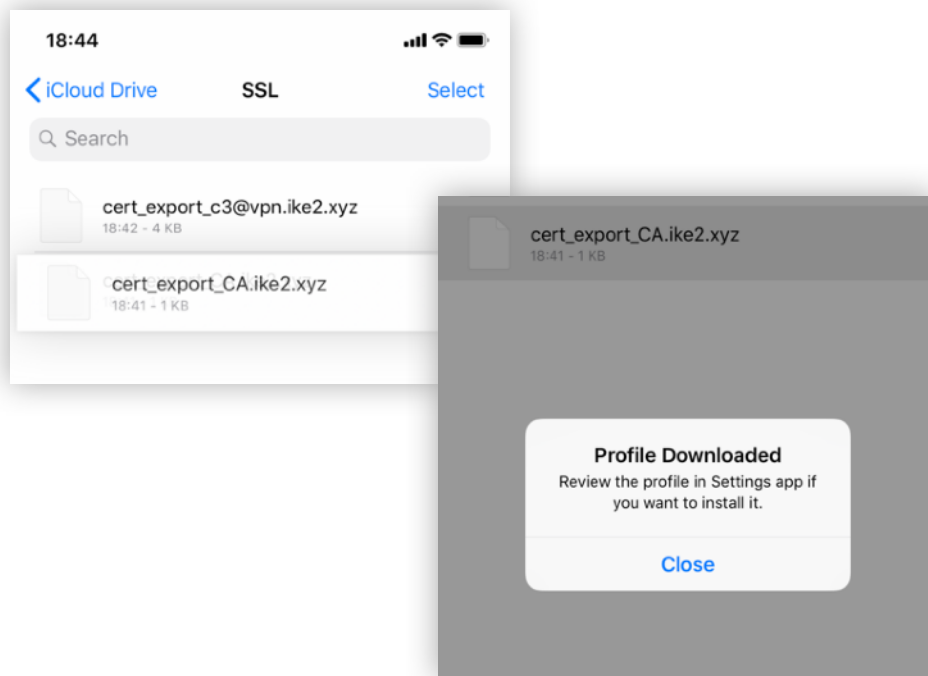 18:44
iCloud Drive
SSL
Select
Search
cert_export_c3@vpn.ike2.xyz
18:42 - 4 KB
cert_export_CA.ike2.xyz
18:41 - 1 KB
cert_export_CA.ike2.xyz
18:41 - 1 KB
Profile Downloaded
Review the profile in Settings app if
you want to install it.
Close